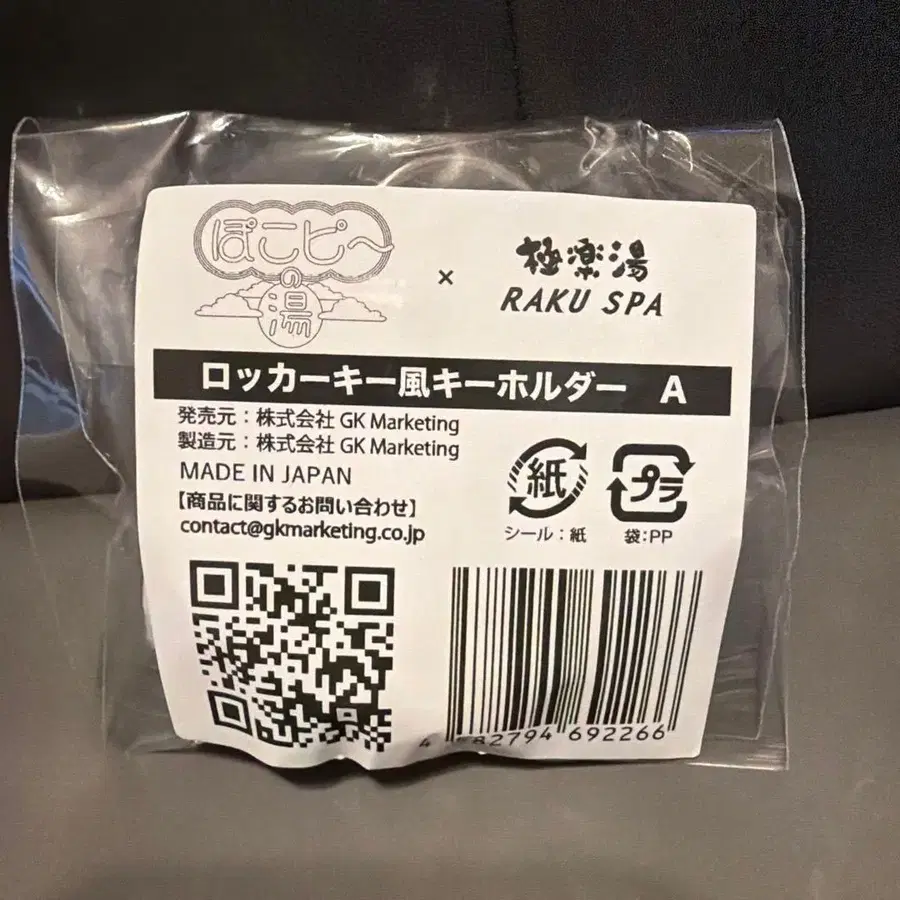 ぽこピ〜
の
湯
×
極楽湯
RAKU SPA
ロッカーキー風キーホルダー A
発売元：株式会社 GK Marketing
製造元：株式会社 GK Marketing
MADE IN JAPAN
【商品に関するお問い合わせ】
contact@gkmarketing.co.jp
紙
シール：紙
プラ
袋:PP
4 582794 692266